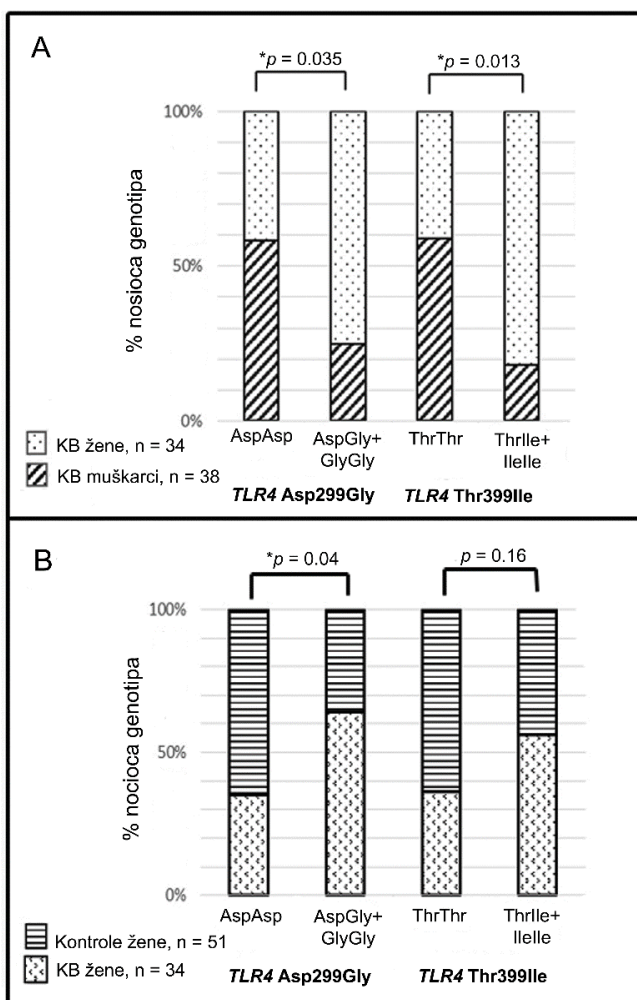 A
*p = 0.035
*p = 0.013
100%
50%
0%
% nosioca genotipa
AspAsp
AspGly+
GlyGly
ThrThr
ThrIle+
IleIle
KB žene, n = 34
KB muškarci, n = 38
TLR4 Asp299Gly
TLR4 Thr399Ile
B
*p = 0.04
p = 0.16
100%
50%
0%
% nocioca genotipa
AspAsp
AspGly+
GlyGly
ThrThr
ThrIle+
IleIle
Kontrole žene, n = 51
KB žene, n = 34
TLR4 Asp299Gly
TLR4 Thr399Ile